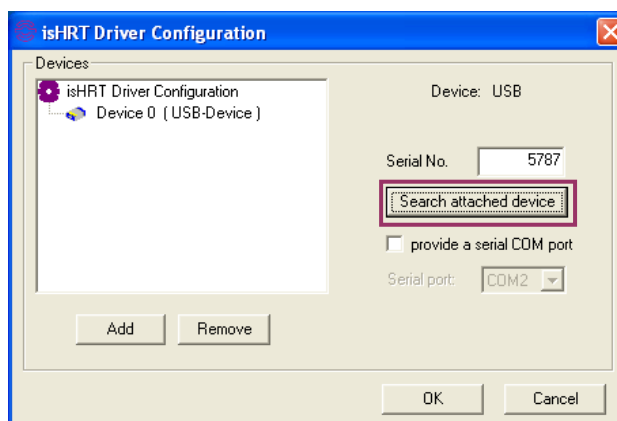 isHRT Driver Configuration
Devices
isHRT Driver Configuration
Device 0 ( USB-Device )
Device: USB
Serial No. 5787
Search attached device
provide a serial COM port
Serial port: COM2
Add Remove
OK Cancel